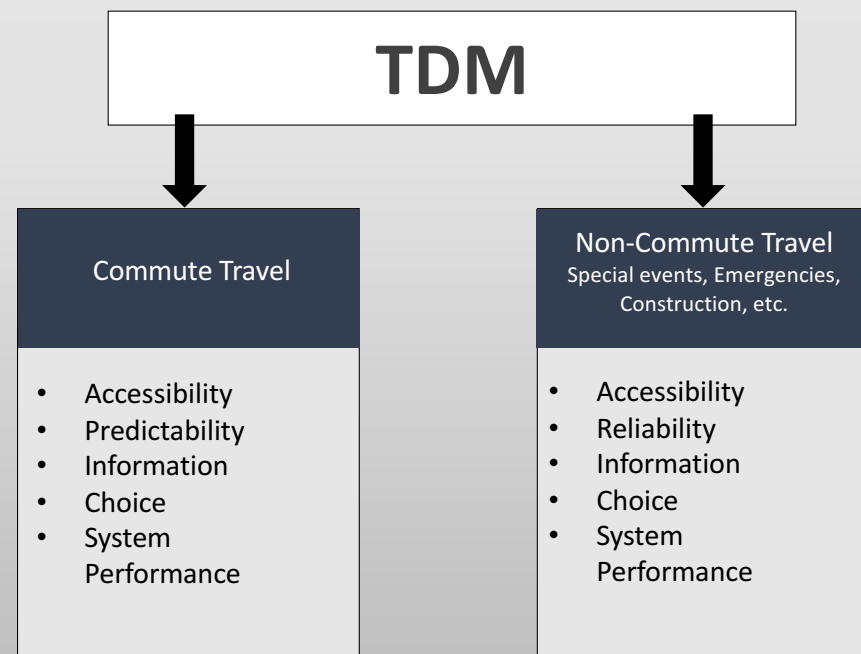 TDM
Commute Travel
• Accessibility
• Predictability
• Information
• Choice
• System
Performance
Non-Commute Travel
Special events, Emergencies,
Construction, etc.
• Accessibility
• Reliability
• Information
• Choice
• System
Performance